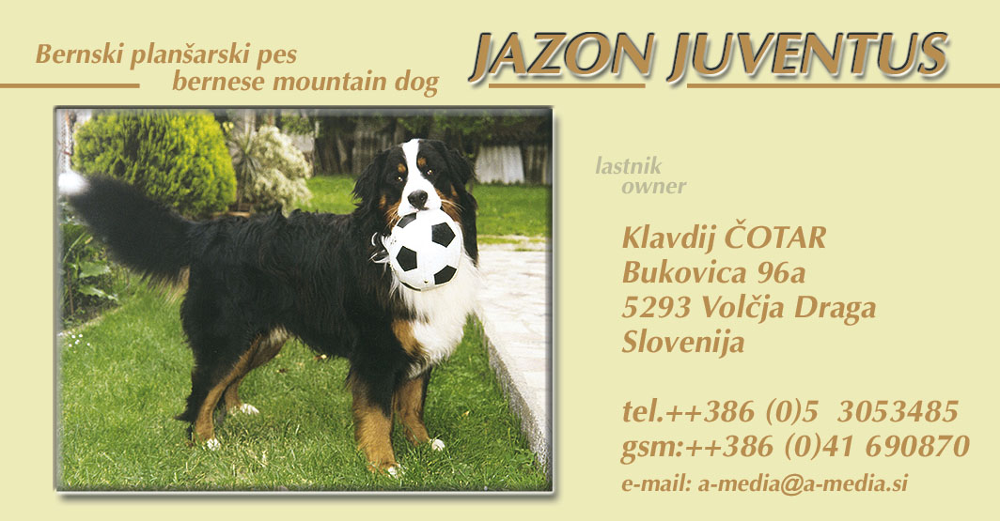 Bernski planšarski pes
bernese mountain dog
JAZON JUVENTUS
lastnik
owner
Klavdij ČOTAR
Bukovica 96a
5293 Volčja Draga
Slovenija
tel.++386 (0)5 3053485
gsm:++386 (0)41 690870
e-mail: a-media@a-media.si